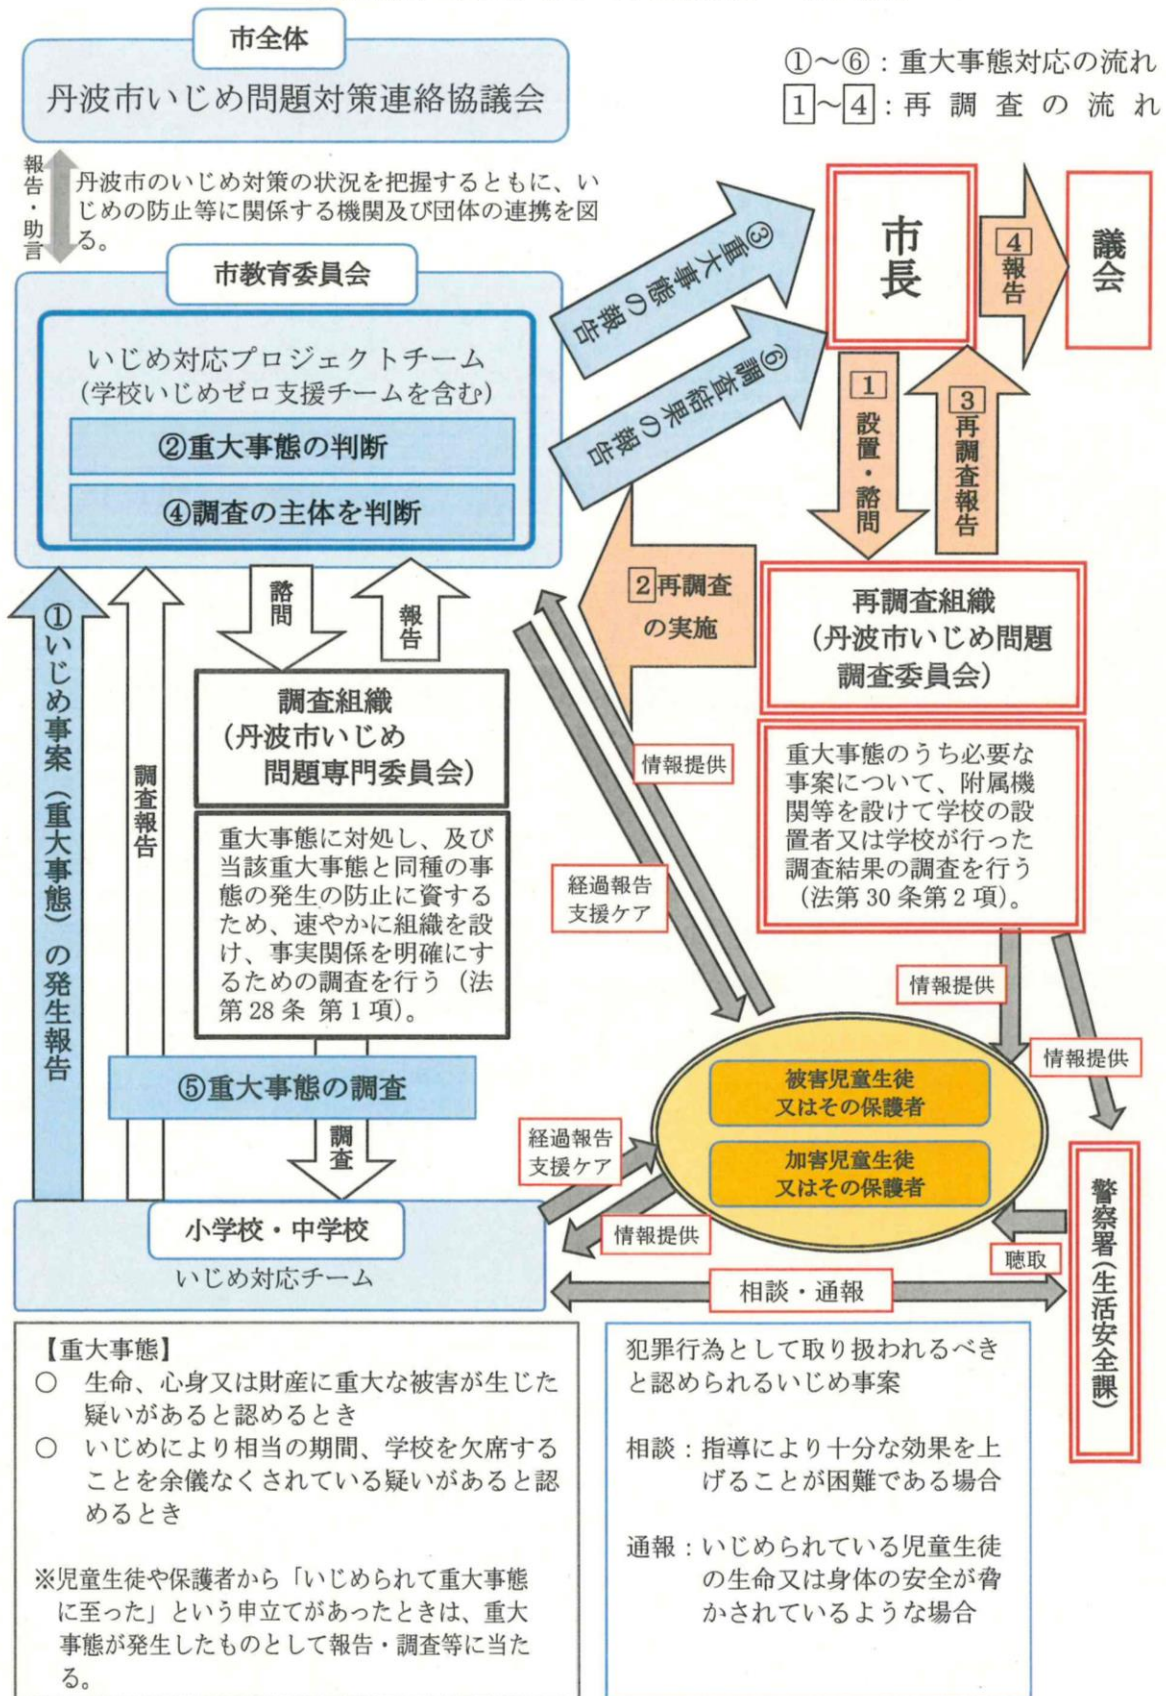 市全体
丹波市いじめ問題対策連絡協議会
①～⑥：重大事態対応の流れ
1～4：再調査の流れ
報告・助言
丹波市のいじめ対策の状況を把握するともに、い
じめの防止等に関係する機関及び団体の連携を図
る。
市教育委員会
いじめ対応プロジェクトチーム
(学校いじめゼロ支援チームを含む)
②重大事態の判断
④調査の主体を判断
③重大事態の報告
⑥調査結果の報告
市長
4報告
議会
1設置・諮問
3再調査報告
2再調査
の実施
再調査組織
(丹波市いじめ問題
調査委員会)
重大事態のうち必要な
事案について、附属機
関等を設けて学校の設
置者又は学校が行った
調査結果の調査を行う
(法第30条第2項)。
①いじめ事案(重大事態)の発生報告
調査報告
諮問
報告
調査組織
(丹波市いじめ
問題専門委員会)
重大事態に対処し、及び
当該重大事態と同種の事
態の発生の防止に資する
ため、速やかに組織を設
け、事実関係を明確にす
るための調査を行う(法
第28条 第1項)。
⑤重大事態の調査
調査
情報提供
経過報告
支援ケア
情報提供
情報提供
被害児童生徒
又はその保護者
加害児童生徒
又はその保護者
経過報告
支援ケア
情報提供
聴取
相談・通報
警察署(生活安全課)
小学校・中学校
いじめ対応チーム
【重大事態】
○ 生命、心身又は財産に重大な被害が生じた
疑いがあると認めるとき
○ いじめにより相当の期間、学校を欠席する
ことを余儀なくされている疑いがあると認
めるとき
※児童生徒や保護者から「いじめられて重大事態
に至った」という申立てがあったときは、重大
事態が発生したものとして報告・調査等に当た
る。
犯罪行為として取り扱われるべき
と認められるいじめ事案
相談：指導により十分な効果を上
げることが困難である場合
通報：いじめられている児童生徒
の生命又は身体の安全が脅
かされているような場合